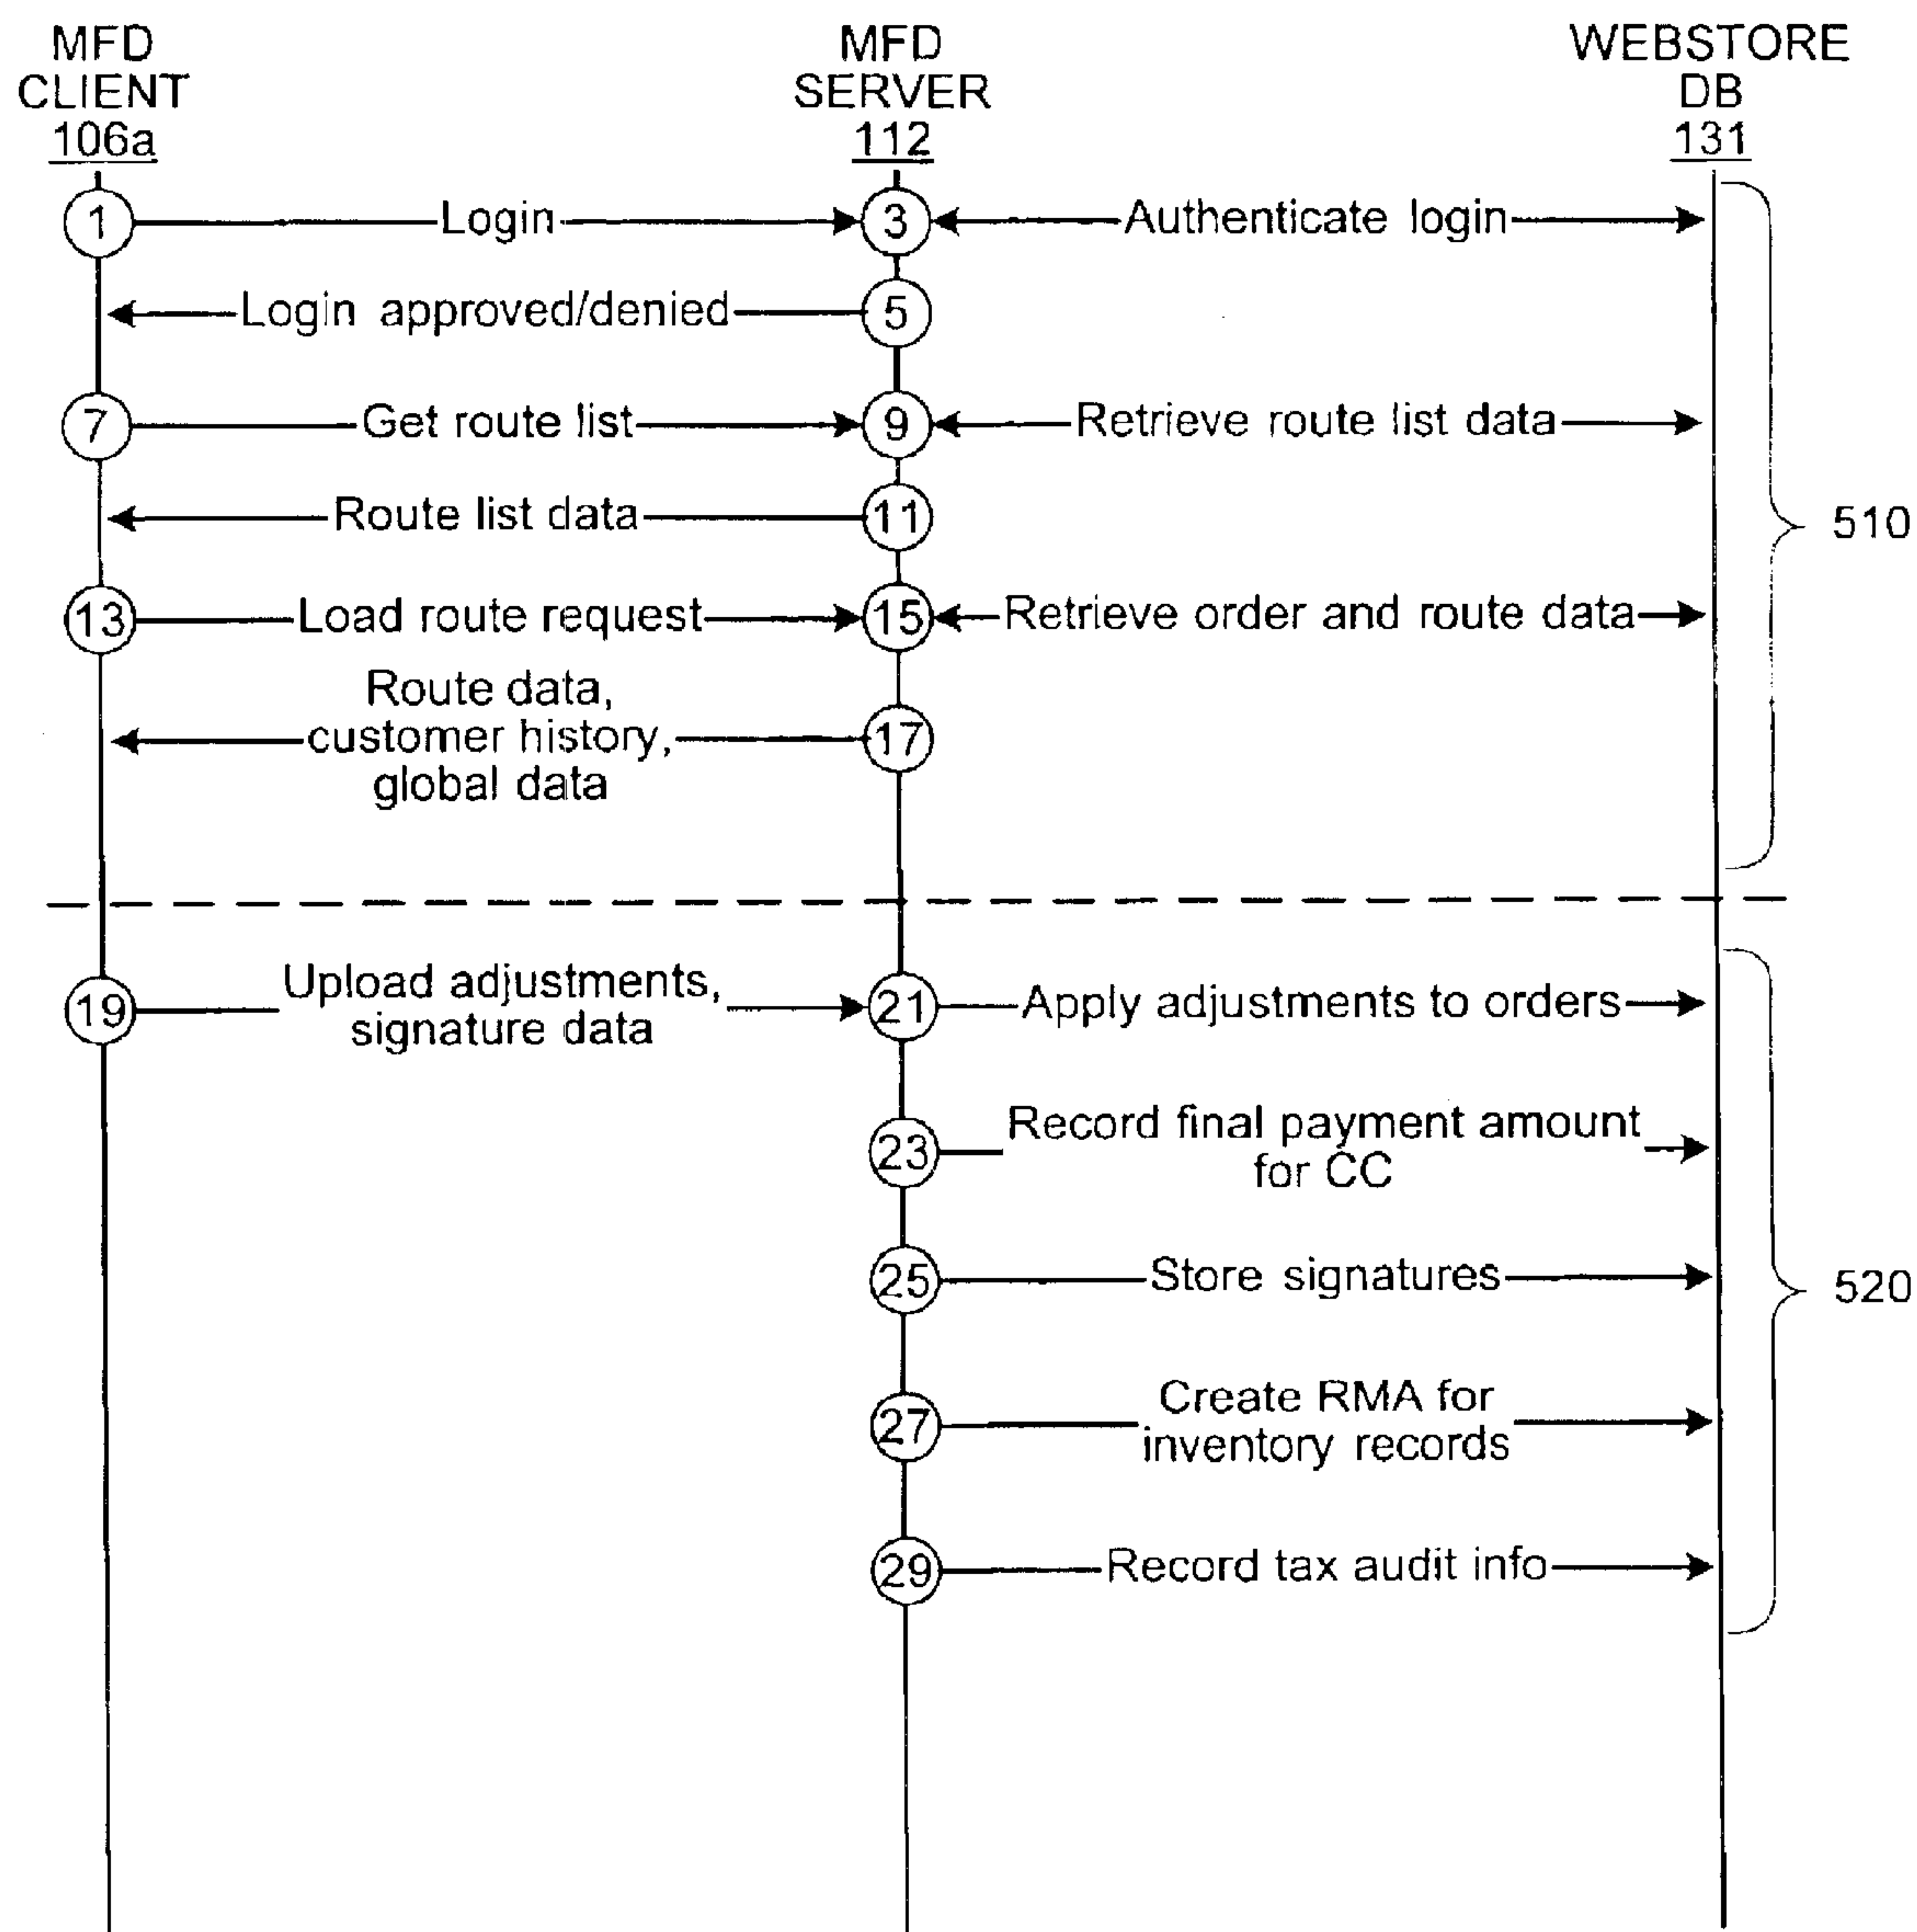 MFD
CLIENT
106a
MFD
SERVER
112
WEBSTORE
DB
131
1
Login
3
Authenticate login
Login approved/denied
5
7
Get route list
9
Retrieve route list data
510
Route list data
11
13
Load route request
15
Retrieve order and route data
Route data,
customer history,
global data
17
19
Upload adjustments,
signature data
21
Apply adjustments to orders
23
Record final payment amount
for CC
25
Store signatures
520
27
Create RMA for
inventory records
29
Record tax audit info